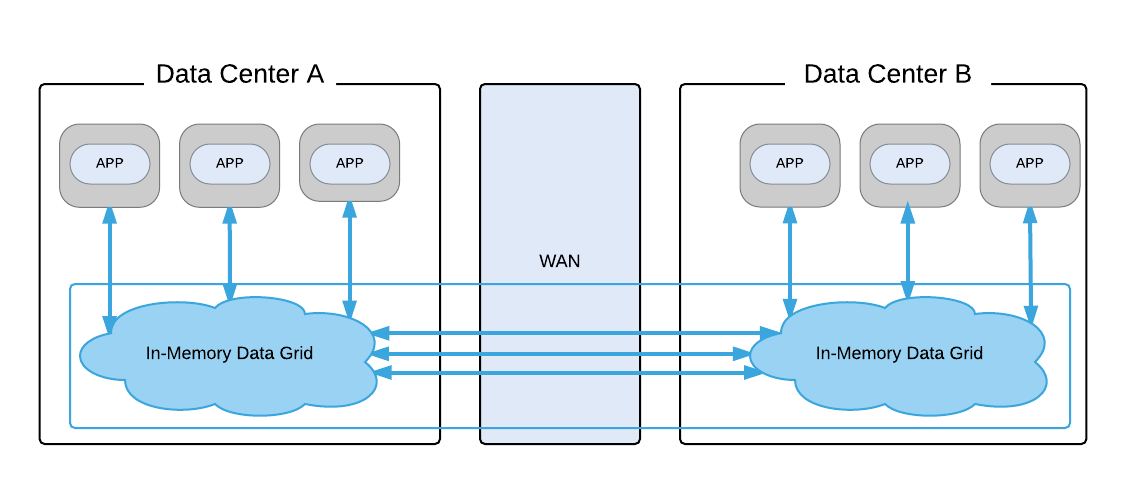 Data Center A
Data Center B
APP
APP
APP
APP
APP
APP
WAN
In-Memory Data Grid
In-Memory Data Grid